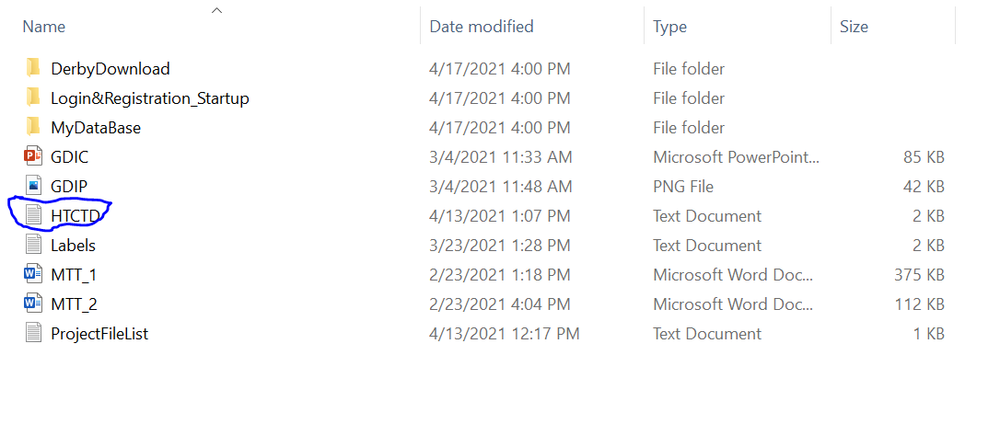 Name Date modified Type Size
DerbyDownload 4/17/2021 4:00 PM File folder
Login&Registration_Startup 4/17/2021 4:00 PM File folder
MyDataBase 4/17/2021 4:00 PM File folder
GDIC 3/4/2021 11:33 AM Microsoft PowerPoint... 85 KB
GDIP 3/4/2021 11:48 AM PNG File 42 KB
HTCTD 4/13/2021 1:07 PM Text Document 2 KB
Labels 3/23/2021 1:28 PM Text Document 2 KB
MTT_1 2/23/2021 1:18 PM Microsoft Word Doc... 375 KB
MTT_2 2/23/2021 4:04 PM Microsoft Word Doc... 112 KB
ProjectFileList 4/13/2021 12:17 PM Text Document 1 KB